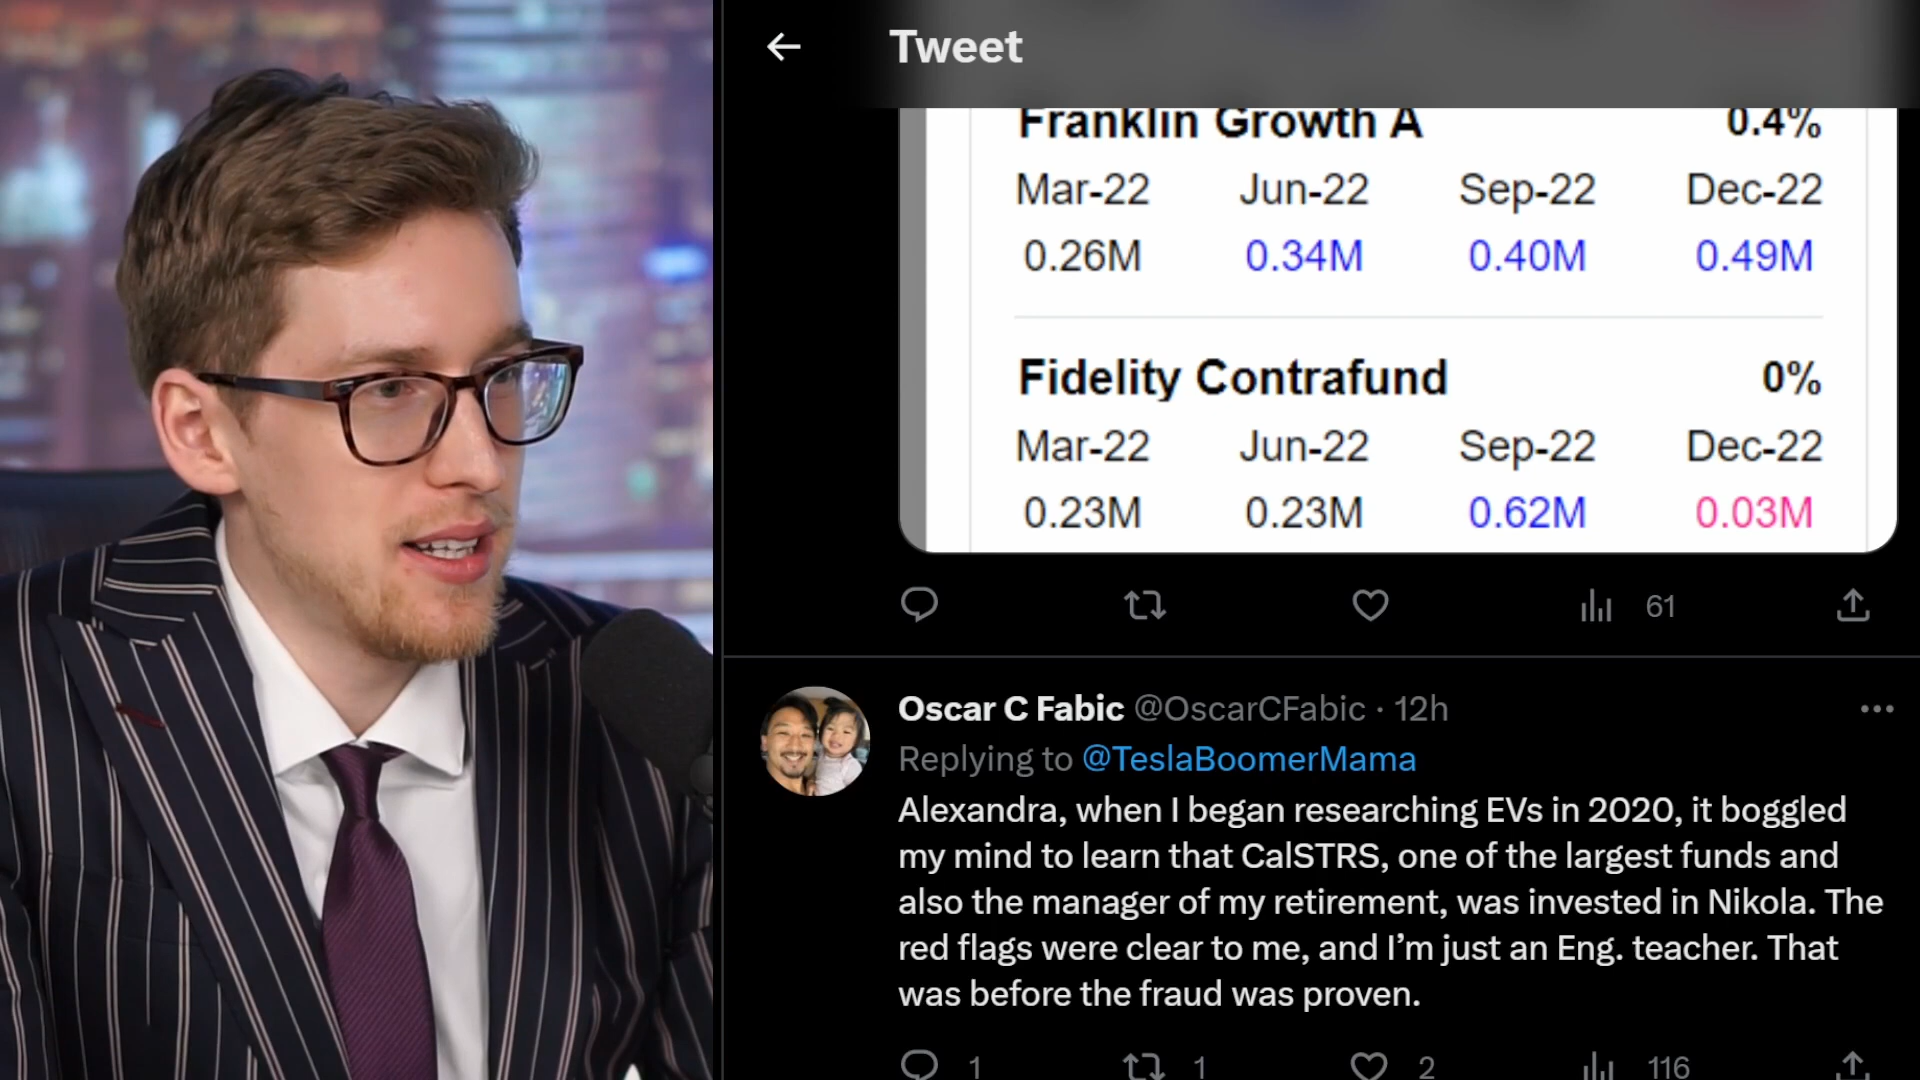 Tweet
Franklin Growth A 0.4%
Mar-22 Jun-22 Sep-22 Dec-22
0.26M 0.34M 0.40M 0.49M
Fidelity Contrafund 0%
Mar-22 Jun-22 Sep-22 Dec-22
0.23M 0.23M 0.62M 0.03M
61
Oscar C Fabic @OscarCFabic · 12h
Replying to @TeslaBoomerMama
Alexandra, when I began researching EVs in 2020, it boggled
my mind to learn that CalSTRS, one of the largest funds and
also the manager of my retirement, was invested in Nikola. The
red flags were clear to me, and I’m just an Eng. teacher. That
was before the fraud was proven.
1 1 2 116